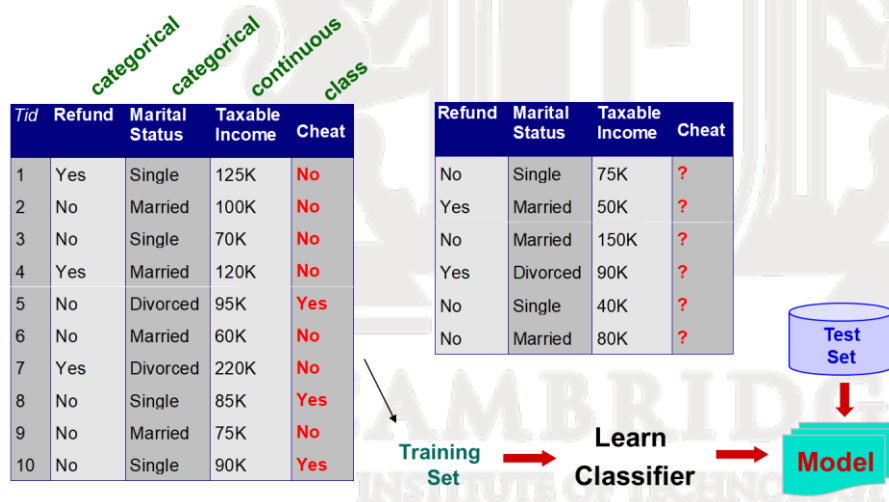 categorical categorical continuous class
Tid Refund Marital Status Taxable Income Cheat
1 Yes Single 125K No
2 No Married 100K No
3 No Single 70K No
4 Yes Married 120K No
5 No Divorced 95K Yes
6 No Married 60K No
7 Yes Divorced 220K No
8 No Single 85K Yes
9 No Married 75K No
10 No Single 90K Yes
Refund Marital Status Taxable Income Cheat
No Single 75K ?
Yes Married 50K ?
No Married 150K ?
Yes Divorced 90K ?
No Single 40K ?
No Married 80K ?
Test
Set
Training
Set
Learn
Classifier
Model
CAMBRIDG
INSTITUTE OF TECHNO